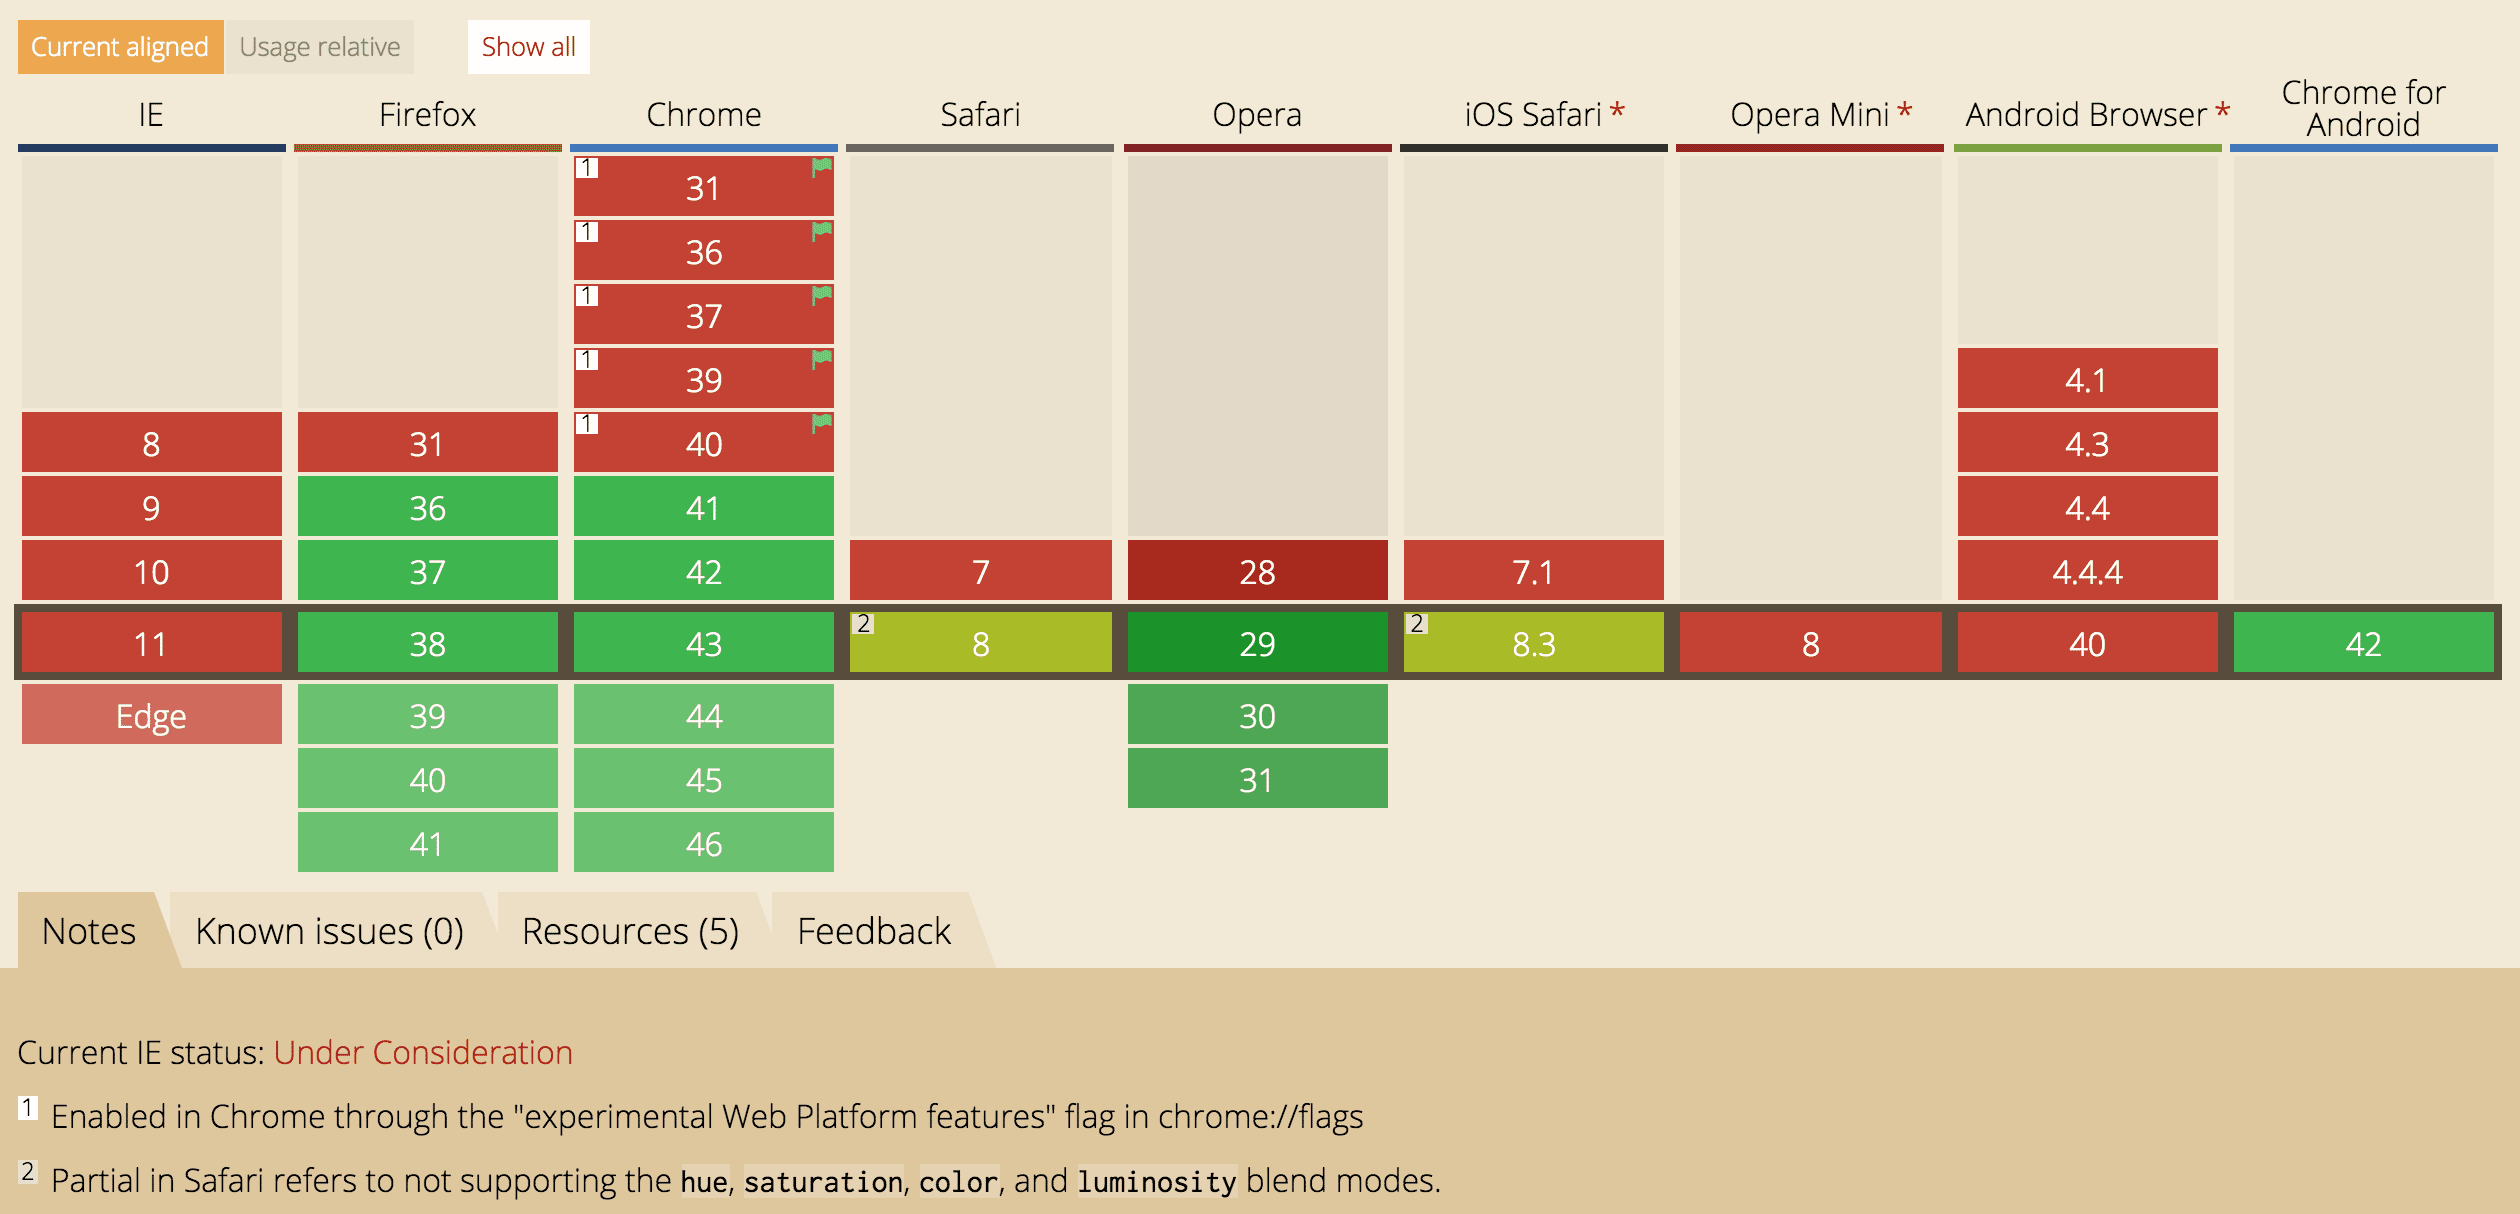 Current aligned Usage relative Show all
IE Firefox Chrome Safari Opera iOS Safari * Opera Mini * Android Browser * Chrome for Android
1 31
1 36
1 37
1 39 4.1
8 31 1 40 4.3
9 36 41 4.4
10 37 42 7 28 7.1 4.4.4
11 38 43 2 8 29 2 8.3 8 40 42
Edge 39 44 30
40 45 31
41 46
Notes Known issues (0) Resources (5) Feedback
Current IE status: Under Consideration
1 Enabled in Chrome through the "experimental Web Platform features" flag in chrome://flags
2 Partial in Safari refers to not supporting the hue, saturation, color, and luminosity blend modes.